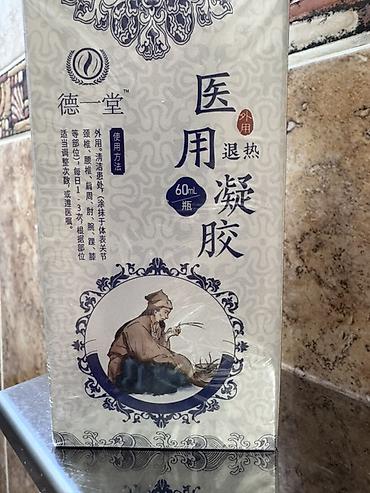 德一堂™
医用
外用
退热
凝胶
60mL
瓶
使用方法
外用。清洁患处，(涂抹于体表关节
颈椎、腰椎、肩周、肘、腕、踝、膝
等部位)，每日1-3次，根据部位
适当调整次数，或遵医嘱。